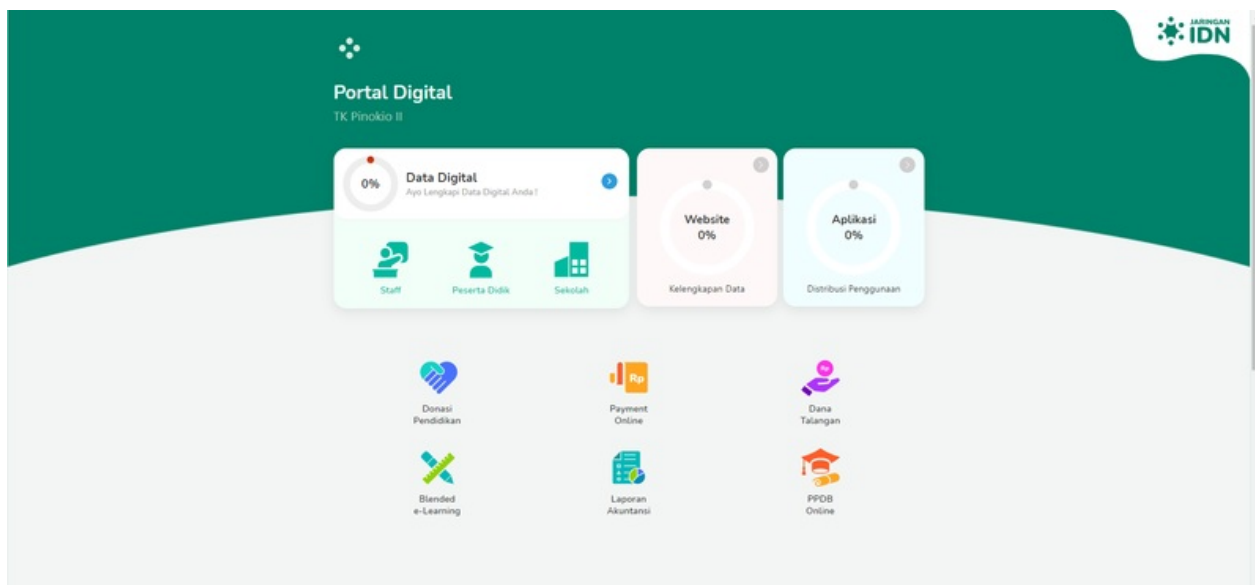 JARINGAN
IDN
Portal Digital
TK Pinokio II
0%
Data Digital
Ayo Lengkapi Data Digital Anda !
Staff
Peserta Didik
Sekolah
Website
0%
Kelengkapan Data
Aplikasi
0%
Distribusi Penggunaan
Donasi
Pendidikan
Rp
Payment
Online
Rp
Dana
Talangan
Blended
e-Learning
Laporan
Akuntansi
PPDB
Online